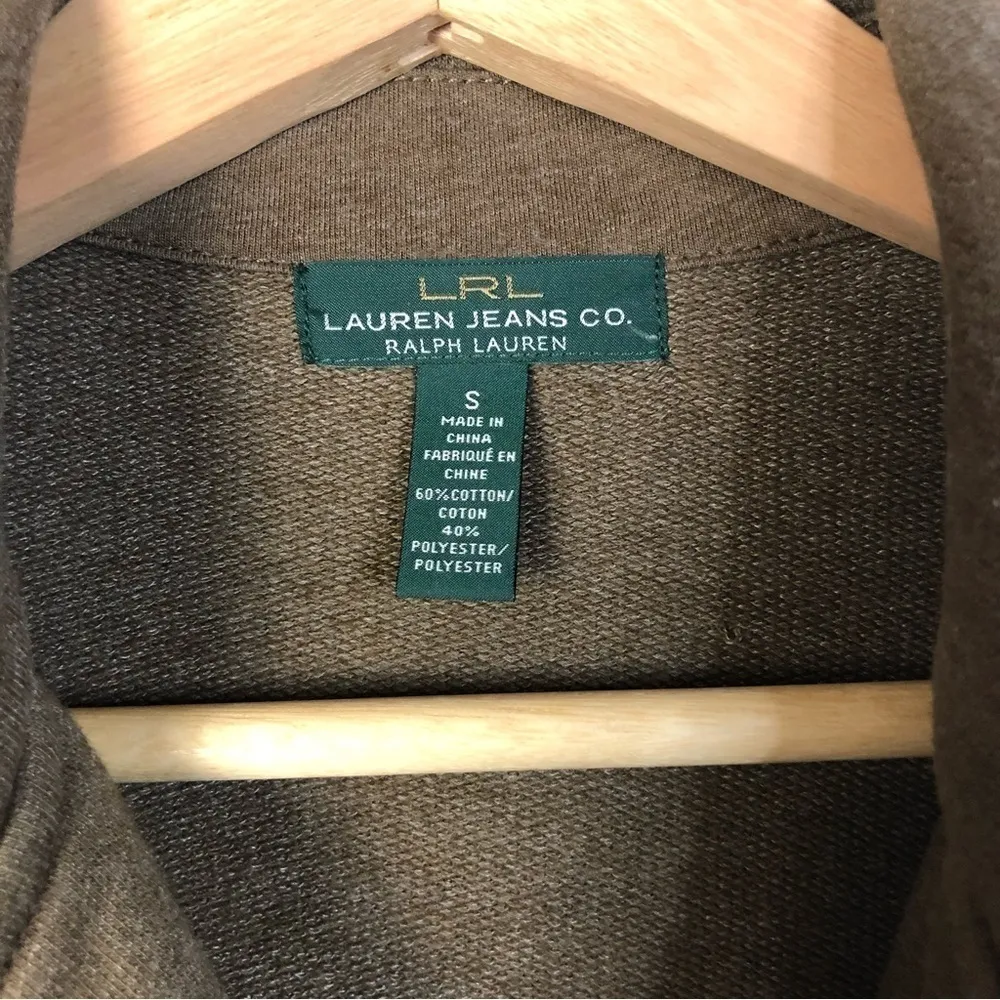 LRL
LAUREN JEANS CO.
RALPH LAUREN
S
MADE IN
CHINA
FABRIQUÉ EN
CHINE
60%COTTON/
COTON
40%
POLYESTER/
POLYESTER